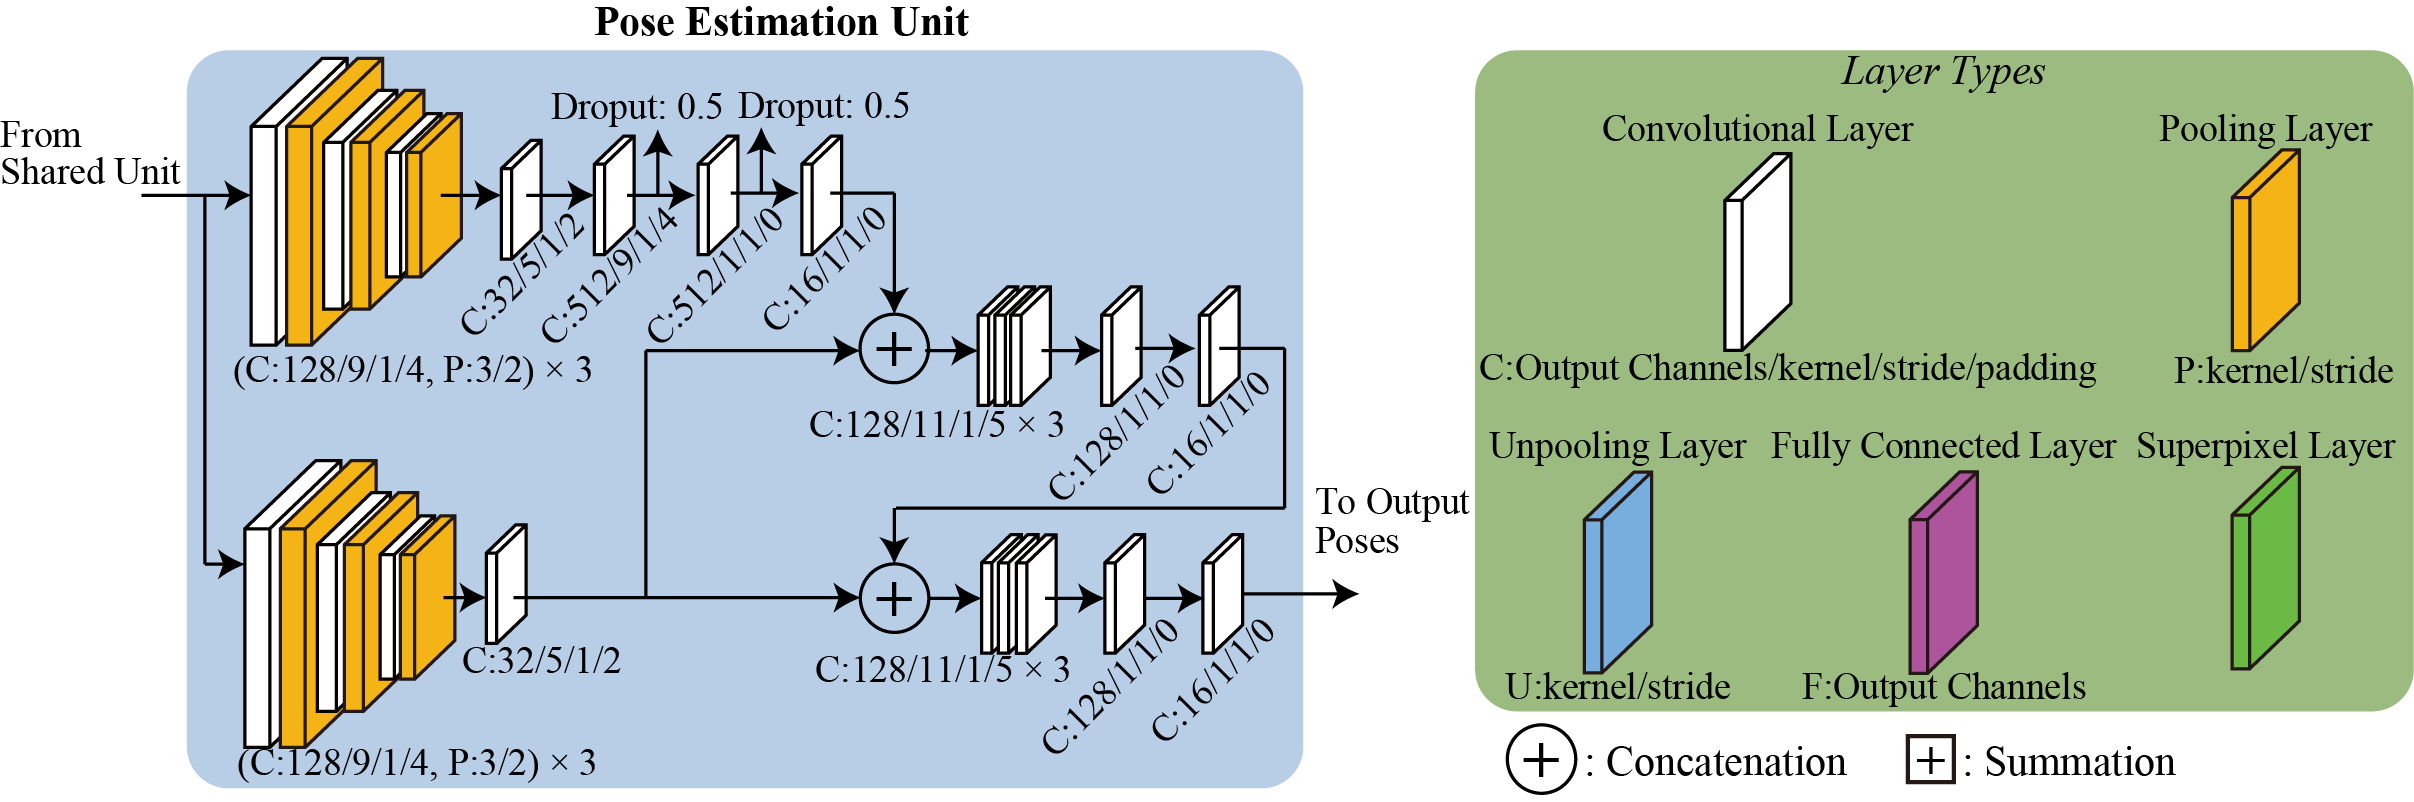 Pose Estimation Unit
From
Shared Unit
Droput: 0.5
Droput: 0.5
C:32/5/1/2
C:512/9/1/4
C:512/1/1/0
C:16/1/1/0
(C:128/9/1/4, P:3/2) × 3
C:128/11/1/5 × 3
C:128/1/1/0
C:16/1/1/0
(C:128/9/1/4, P:3/2) × 3
C:32/5/1/2
C:128/11/1/5 × 3
C:128/1/1/0
C:16/1/1/0
To Output
Poses
Layer Types
Convolutional Layer
Pooling Layer
C:Output Channels/kernel/stride/padding
P:kernel/stride
Unpooling Layer
Fully Connected Layer
Superpixel Layer
U:kernel/stride
F:Output Channels
+ : Concatenation
+ : Summation